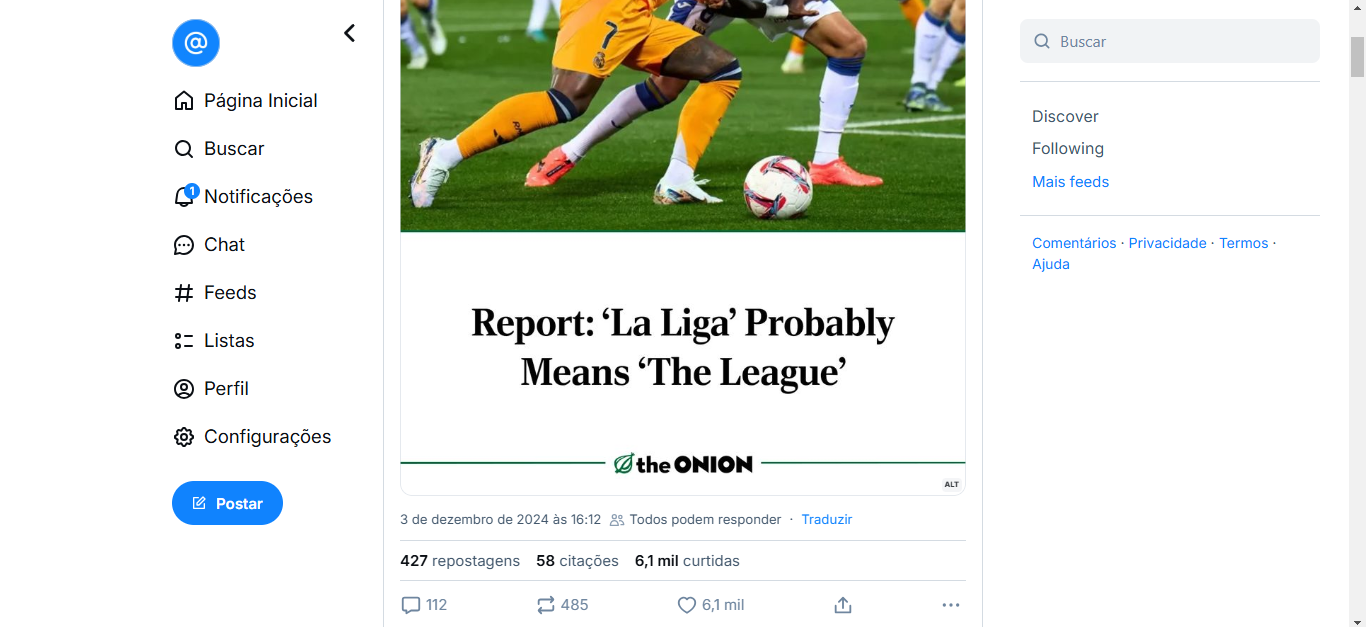 @
Página Inicial
Buscar
1
Notificações
Chat
Feeds
Listas
Perfil
Configurações
Postar
7
Report: ‘La Liga’ Probably
Means ‘The League’
the ONION
ALT
3 de dezembro de 2024 às 16:12 Todos podem responder · Traduzir
427 repostagens 58 citações 6,1 mil curtidas
112 485 6,1 mil
Buscar
Discover
Following
Mais feeds
Comentários · Privacidade · Termos ·
Ajuda